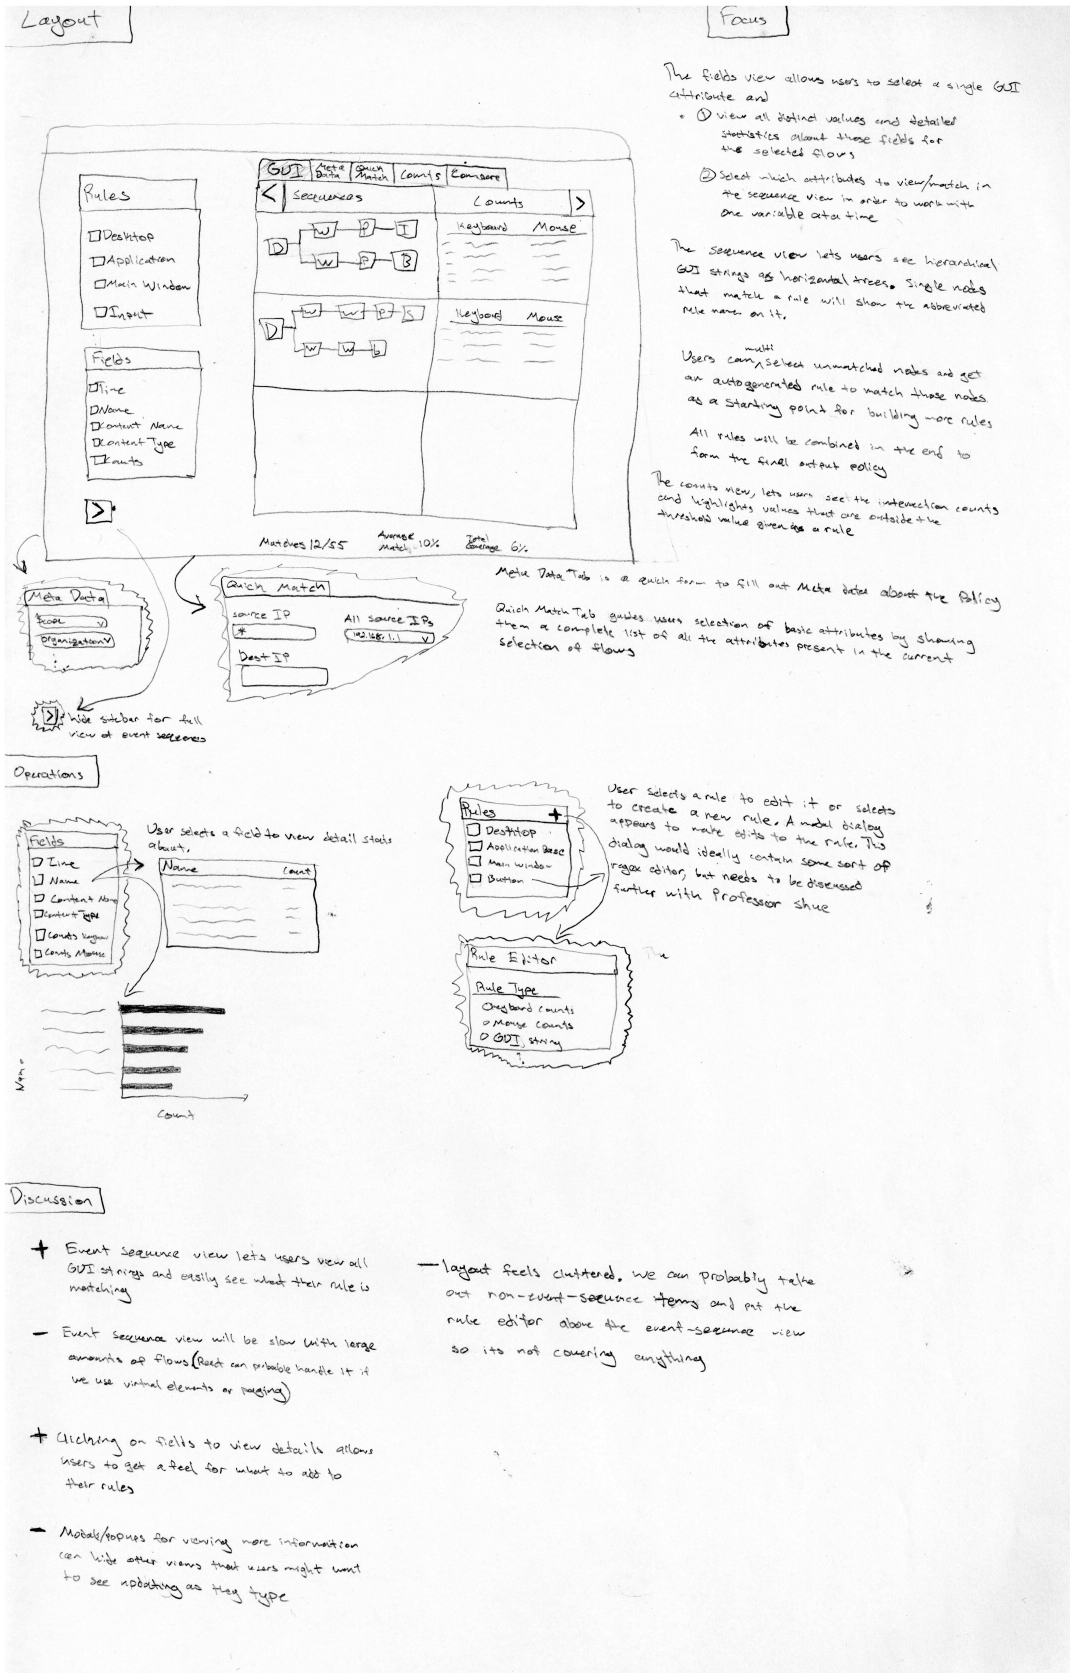 Layout
Rules
Desktop
Application
Main Window
Input
Fields
Time
Name
Content Name
Content Type
Counts
>
GUI
Meta Data
Quick Match
Counts
Compare
<
Sequences
Counts
>
D
W P I
W P B
Keyboard Mouse
D
W W P S
W W b
Keyboard Mouse
Matches 12/55
Average Match 10%
Total Coverage 6%
Meta Data
organization v
Quick Match
source IP
*
Dest IP
All source IPs
192.168.1.1 v
>
Hide sidebar for full
view of event sequences
Focus
The fields view allows users to select a single GUI
attribute and
① view all distinct values and detailed
statistics about those fields for
the selected flows
② Select which attributes to view/match in
the sequence view in order to work with
one variable at a time
The sequence view lets users see hierarchical
GUI strings as horizontal trees. Single nodes
that match a rule will show the abbreviated
rule name on it.
Users can multi select unmatched nodes and get
an autogenerated rule to match those nodes
as a starting point for building more rules
All rules will be combined in the end to
form the final output policy
The counts view, lets users see the interaction counts
and highlights values that are outside the
threshold value given as a rule
Meta Data Tab is a quick form to fill out Meta data about the Policy
Quick Match Tab guides users selection of basic attributes by showing
them a complete list of all the attributes present in the current
selection of flows
Operations
Fields
Time
Name
Content Name
Content Type
Counts Keyboard
Counts Mouse
User selects a field to view detail stats
about.
Name Count
Name
Count
Rules +
Desktop
Application Base
Main Window
Button
User selects a rule to edit it or selects
to create a new rule. A modal dialog
appears to make edits to the rule. This
dialog would ideally contain some sort of
regex editor, but needs to be discussed
further with Professor Shue
The
Rule Editor
Rule Type
Keyboard counts
Mouse counts
GUI, string
Discussion
+ Event sequence view lets users view all
GUI strings and easily see what their rule is
matching
- Event sequence view will be slow with large
amounts of flows (React can probable handle it if
we use virtual elements or paging)
+ Clicking on fields to view details allows
users to get a feel for what to add to
their rules
- Modals/popups for viewing more information
can hide other views that users might want
to see updating as they type
- layout feels cluttered. we can probably take
out non-event-sequence items and put the
rule editor above the event-sequence view
so its not covering anything